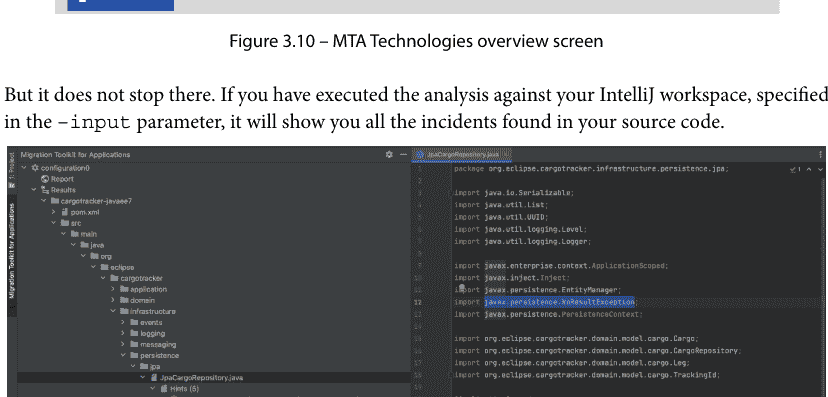 Figure 3.10 – MTA Technologies overview screen
But it does not stop there. If you have executed the analysis against your IntelliJ workspace, specified
in the –input parameter, it will show you all the incidents found in your source code.
Migration Toolkit for Applications
configuration0
Report
Results
cargotracker-javaee7
pom.xml
src
main
java
org
eclipse
cargotracker
application
domain
infrastructure
events
logging
messaging
persistence
jpa
JpaCargoRepository.java
Hints (5)
1: Project
Migration Toolkit for Applications
JpaCargoRepository.java
package org.eclipse.cargotracker.infrastructure.persistence.jpa;
import java.io.Serializable;
import java.util.List;
import java.util.UUID;
import java.util.logging.Level;
import java.util.logging.Logger;
import javax.enterprise.context.ApplicationScoped;
import javax.inject.Inject;
import javax.persistence.EntityManager;
12 import javax.persistence.NoResultException;
import javax.persistence.PersistenceContext;
import org.eclipse.cargotracker.domain.model.cargo.Cargo;
import org.eclipse.cargotracker.domain.model.cargo.CargoRepository;
import org.eclipse.cargotracker.domain.model.cargo.Leg;
import org.eclipse.cargotracker.domain.model.cargo.TrackingId;